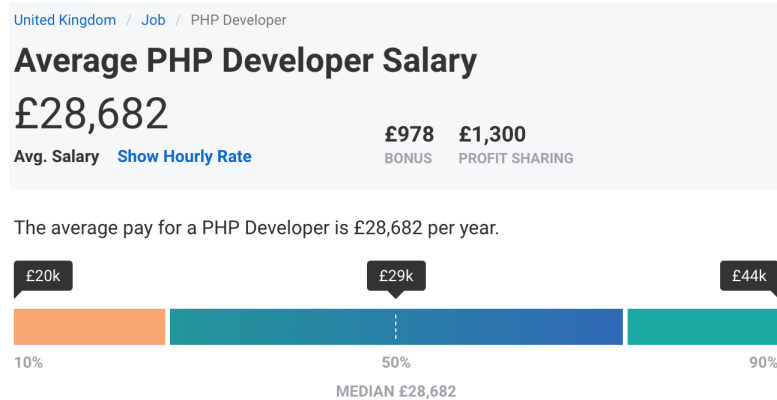 United Kingdom / Job / PHP Developer
Average PHP Developer Salary
£28,682
£978 £1,300
Avg. Salary Show Hourly Rate BONUS PROFIT SHARING
The average pay for a PHP Developer is £28,682 per year.
£20k £29k £44k
10% 50% 90%
MEDIAN £28,682